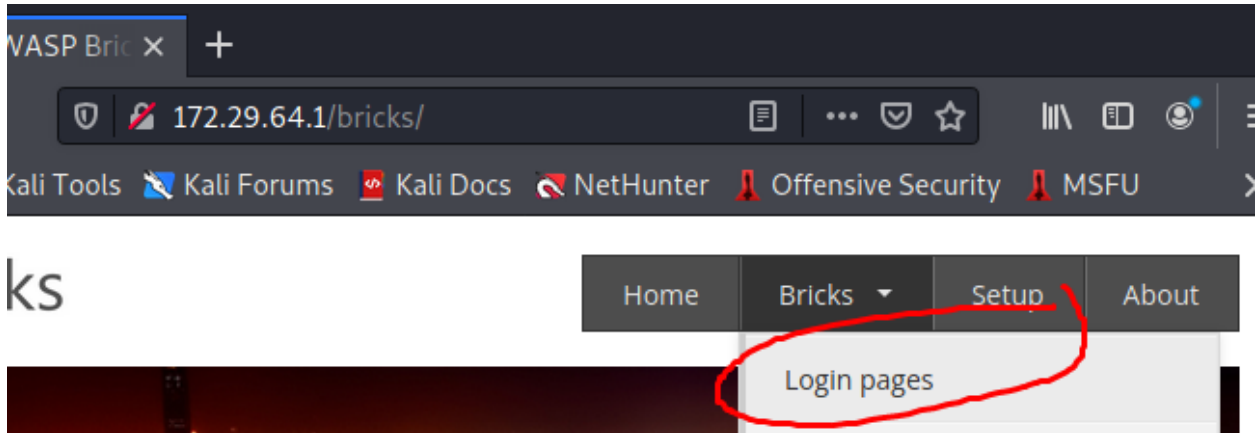 WASP Bric
172.29.64.1/bricks/
Kali Tools Kali Forums Kali Docs NetHunter Offensive Security MSFU
ks
Home Bricks Setup About
Login pages